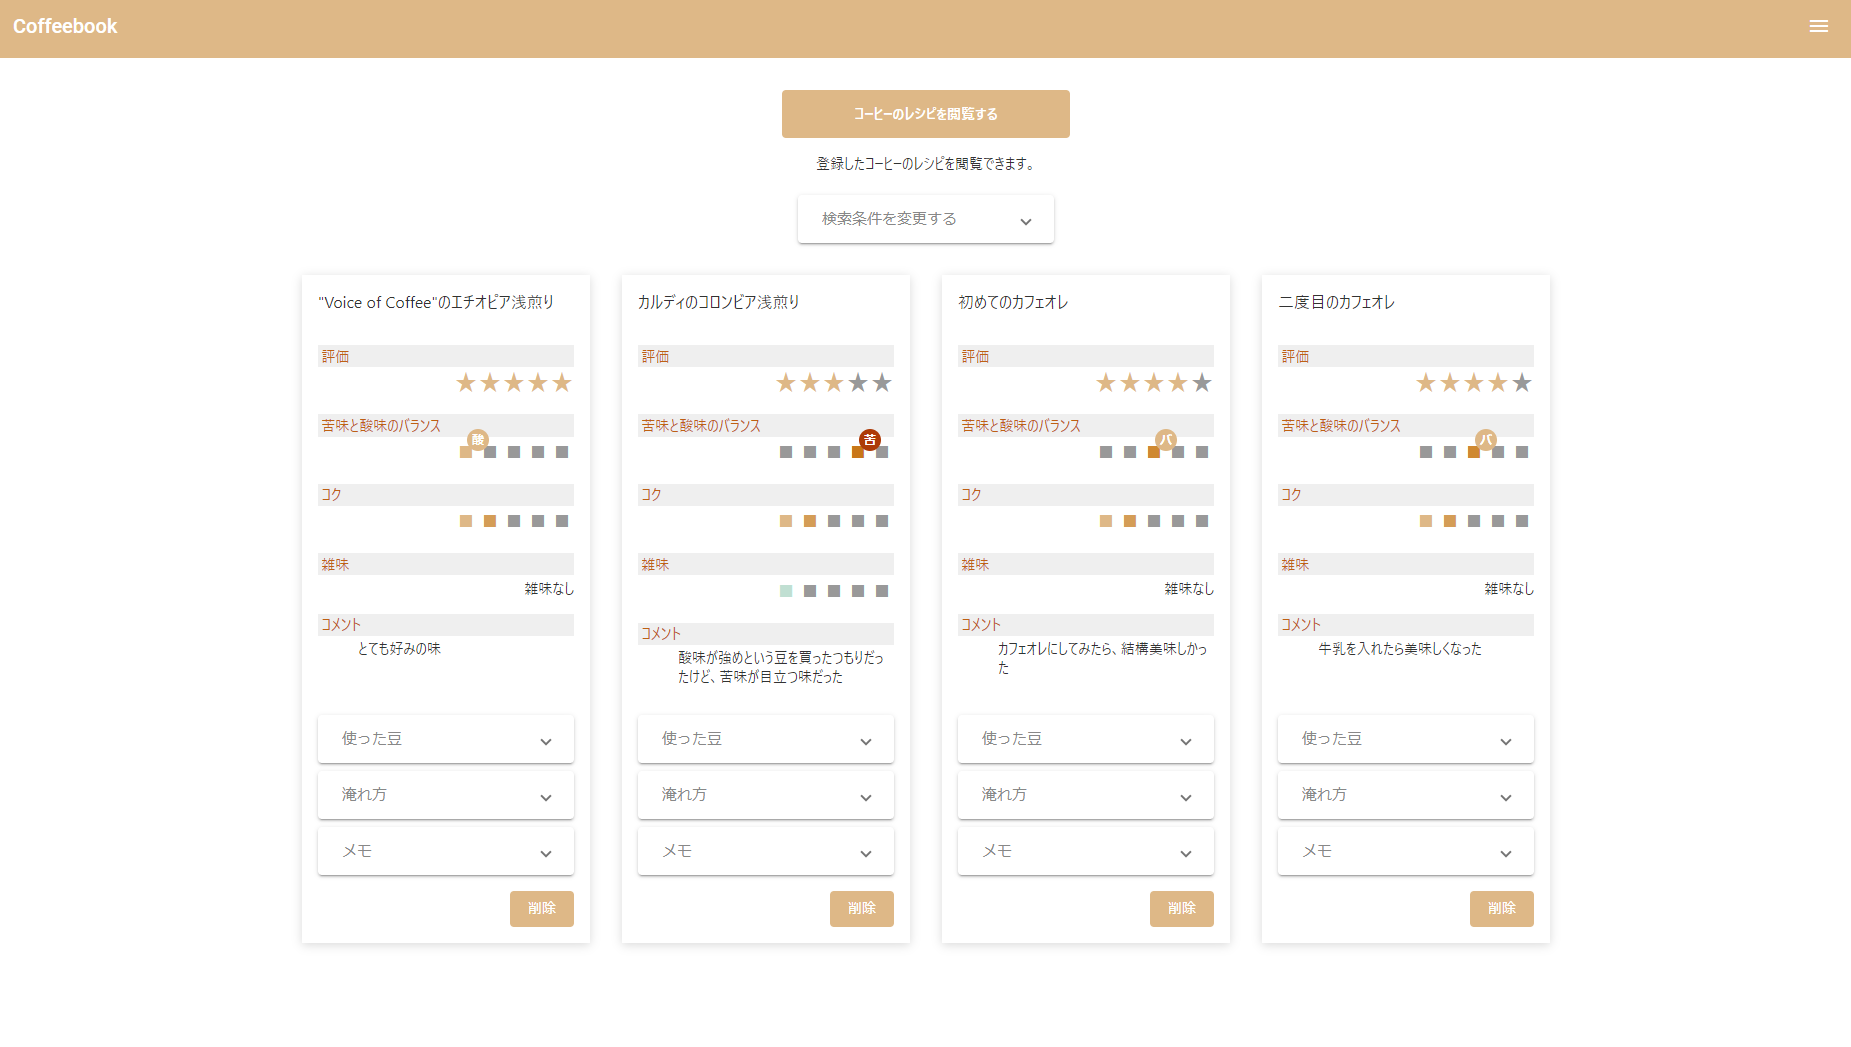 Coffeebook
コーヒーのレシピを閲覧する
登録したコーヒーのレシピを閲覧できます。
検索条件を変更する
"Voice of Coffee"のエチオピア浅煎り
評価
★★★★★
苦味と酸味のバランス
酸
コク
雑味
雑味なし
コメント
とても好みの味
使った豆
淹れ方
メモ
削除
カルディのコロンビア浅煎り
評価
★★★★★
苦味と酸味のバランス
苦
コク
雑味
コメント
酸味が強めという豆を買ったつもりだっ
たけど、苦味が目立つ味だった
使った豆
淹れ方
メモ
削除
初めてのカフェオレ
評価
★★★★★
苦味と酸味のバランス
バ
コク
雑味
雑味なし
コメント
カフェオレにしてみたら、結構美味しかっ
た
使った豆
淹れ方
メモ
削除
二度目のカフェオレ
評価
★★★★★
苦味と酸味のバランス
バ
コク
雑味
雑味なし
コメント
牛乳を入れたら美味しくなった
使った豆
淹れ方
メモ
削除